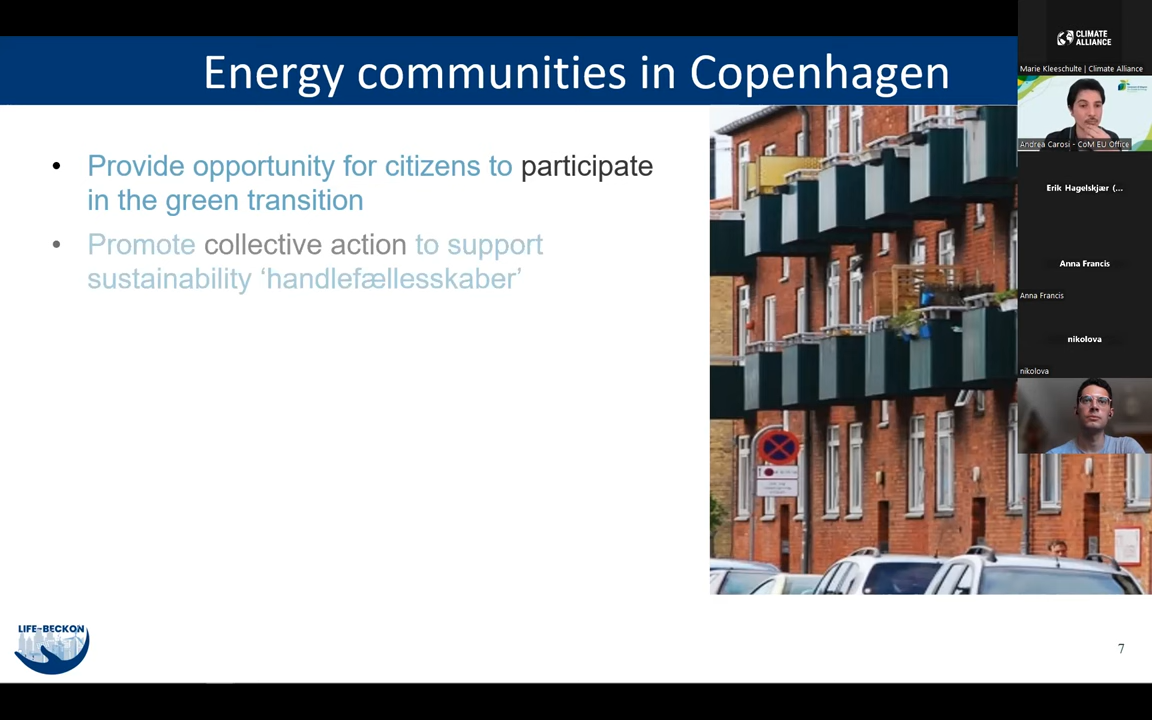 Energy communities in Copenhagen
• Provide opportunity for citizens to participate
in the green transition
• Promote collective action to support
sustainability ‘handlefællesskaber’
LIFE-BECKON
7
CLIMATE
ALLIANCE
Marie Kleeschulte | Climate Alliance
Andrea Carosi - CoM EU Office
Erik Hagelskjær (...
Anna Francis
Anna Francis
nikolova
nikolova